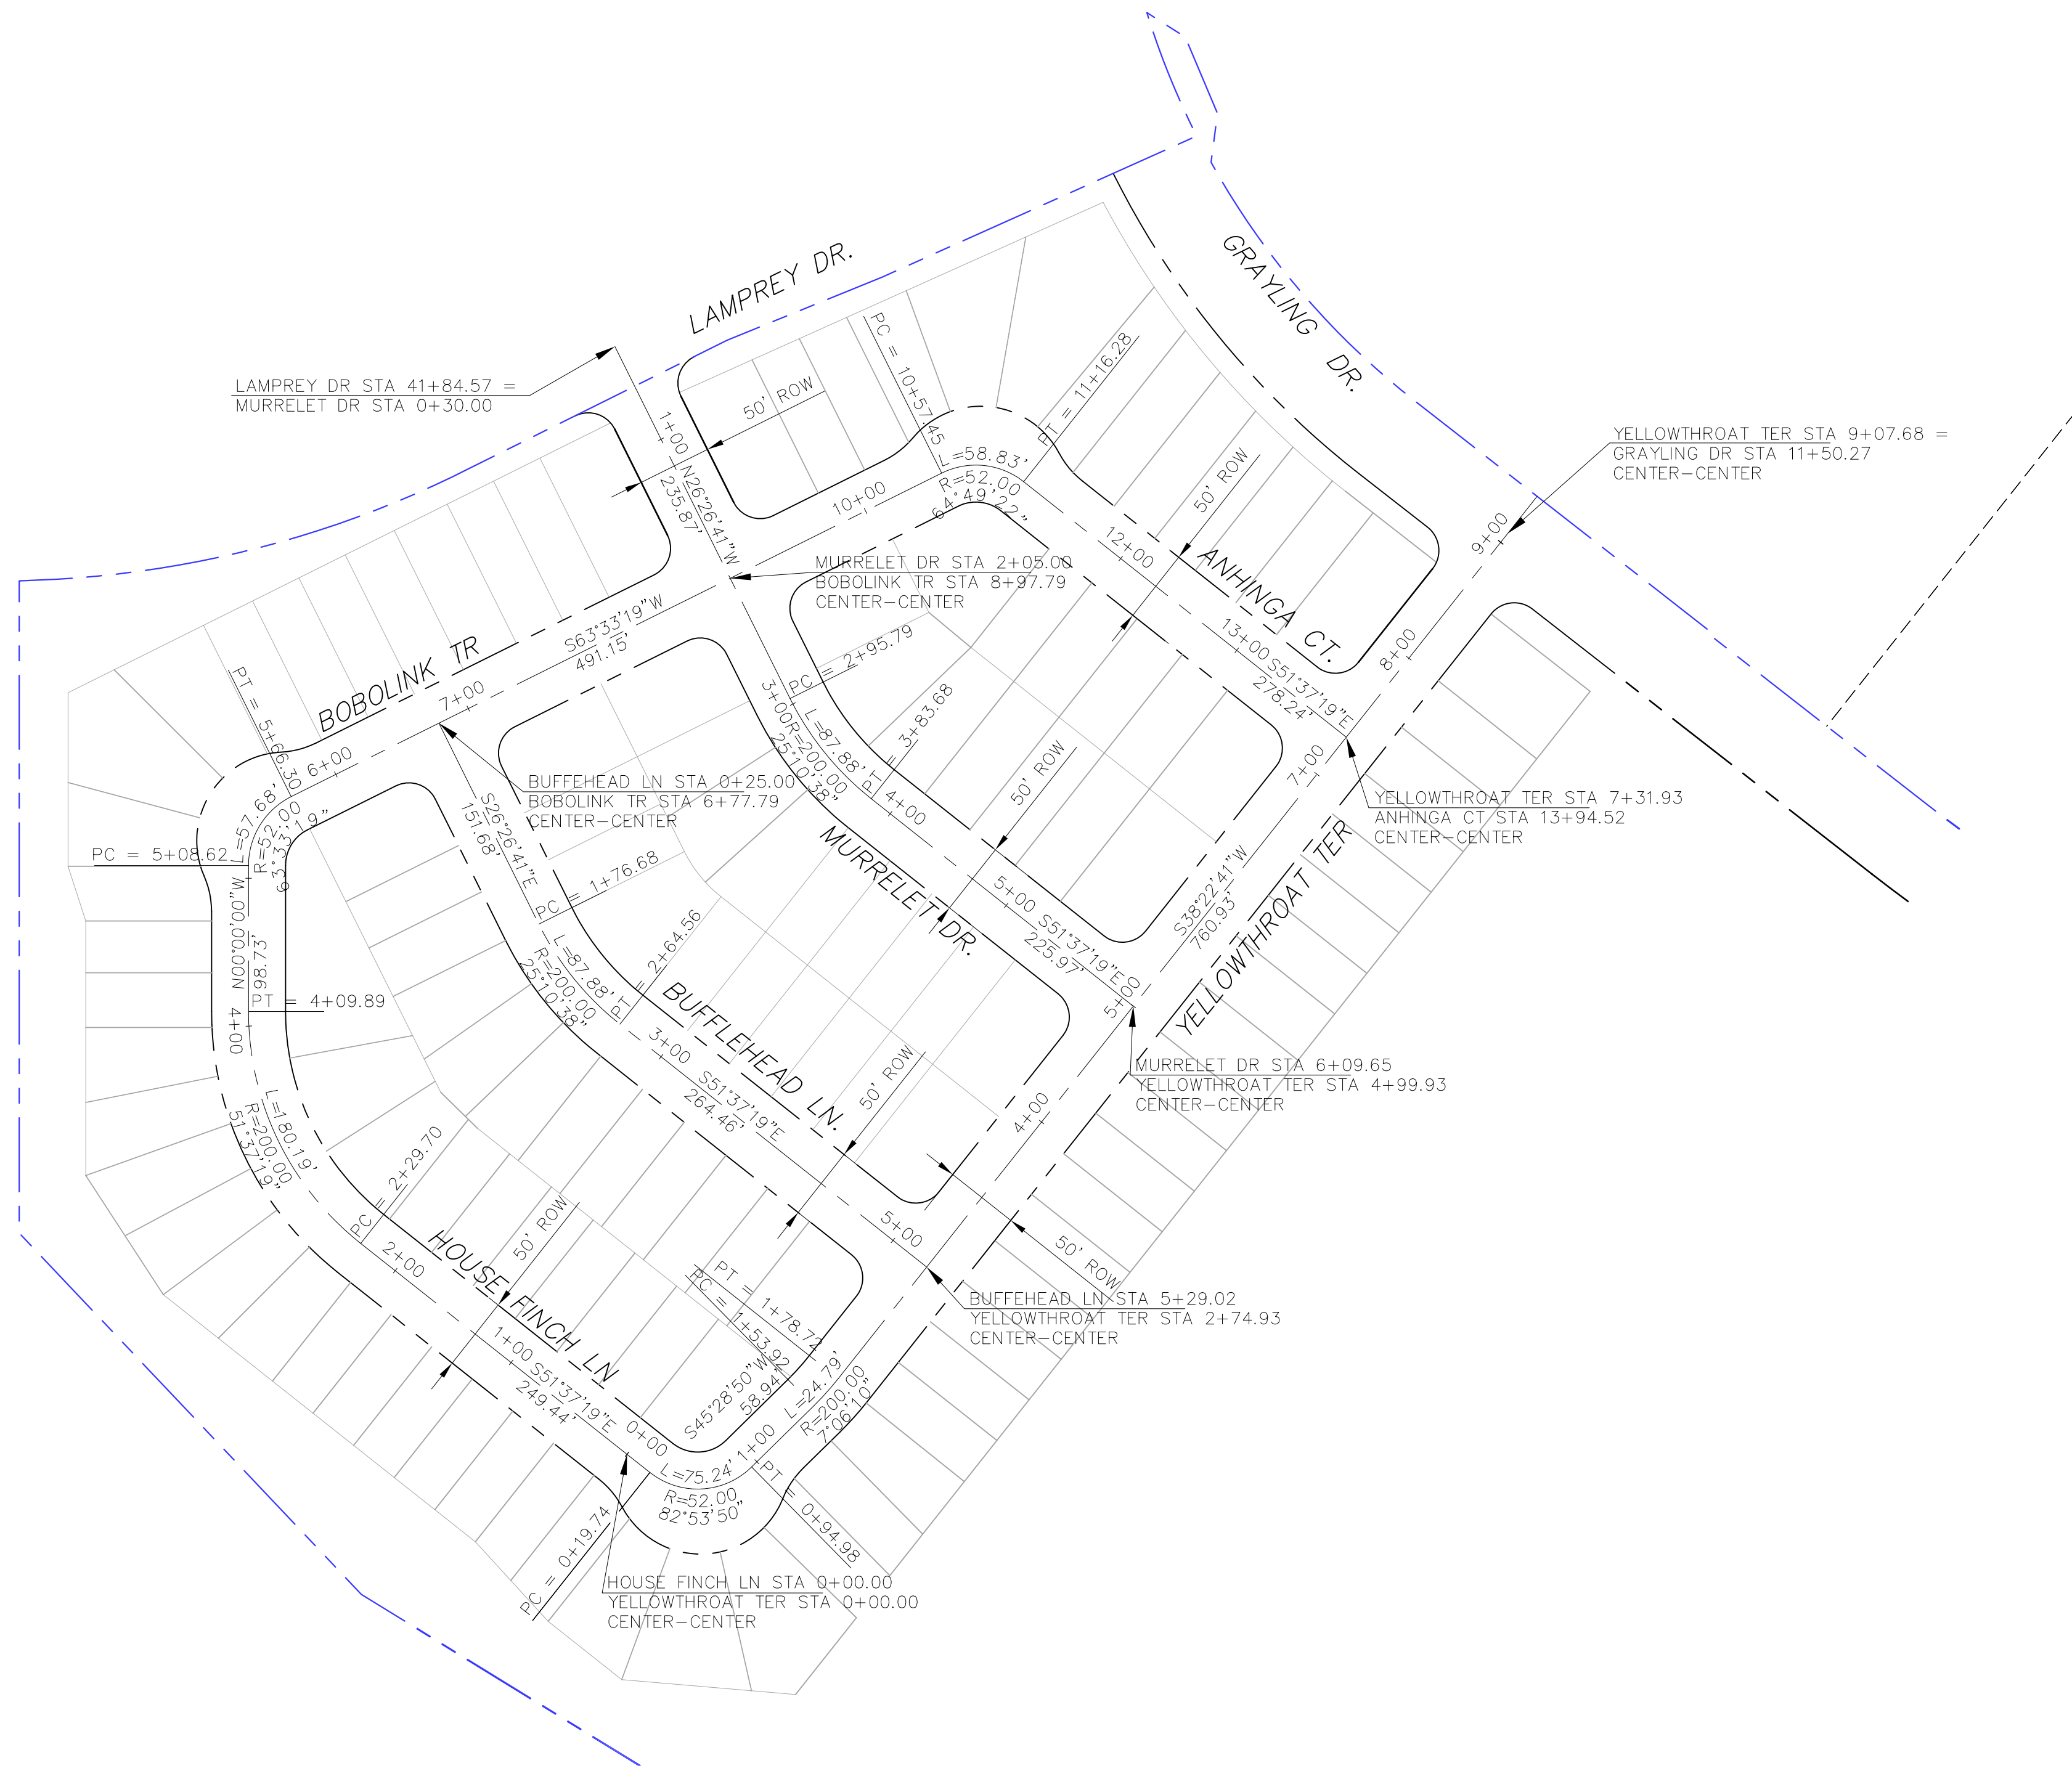 LAMPREY DR.
GRAYLING DR.
LAMPREY DR STA 41+84.57 =
MURRELET DR STA 0+30.00
1+00
50' ROW
N26°26'41"W
235.87'
PC = 10+57.45
10+00
L=58.83'
R=52.00
64°49'22"
PT = 11+16.28
50' ROW
12+00
ANHINGA CT.
13+00
S51°37'19"E
278.24'
YELLOWTHROAT TER STA 9+07.68 =
GRAYLING DR STA 11+50.27
CENTER-CENTER
9+00
8+00
7+00
MURRELET DR STA 2+05.00
BOBOLINK TR STA 8+97.79
CENTER-CENTER
S63°33'19"W
491.15'
BOBOLINK TR
7+00
6+00
PT = 5+66.30
L=57.68'
R=52.00
63°33'19"
PC = 5+08.62
N00°00'00"W
98.73'
PT = 4+09.89
4+00
L=180.19'
R=200.00
51°37'19"
PC = 2+95.79
3+00
L=87.88'
R=200.00
25°10'38"
PT = 3+83.68
4+00
50' ROW
MURRELET DR.
5+00
S51°37'19"E
225.97'
BUFFEHEAD LN STA 0+25.00
BOBOLINK TR STA 6+77.79
CENTER-CENTER
S26°26'41"E
151.68'
PC = 1+76.68
L=87.88'
R=200.00
25°10'38"
PT = 2+64.56
3+00
BUFFLEHEAD LN.
S51°37'19"E
264.46'
50' ROW
5+00
YELLOWTHROAT TER STA 7+31.93
ANHINGA CT STA 13+94.52
CENTER-CENTER
S38°22'41"W
760.93'
YELLOWTHROAT TER
5+00
MURRELET DR STA 6+09.65
YELLOWTHROAT TER STA 4+99.93
CENTER-CENTER
4+00
50' ROW
BUFFEHEAD LN STA 5+29.02
YELLOWTHROAT TER STA 2+74.93
CENTER-CENTER
PC = 2+29.70
2+00
HOUSE FINCH LN
50' ROW
1+00
S51°37'19"E
249.44'
0+00
PT = 1+78.72
PC = 1+53.92
S45°28'50"W
58.94'
L=24.79'
R=200.00
7°06'10"
1+00
L=75.24'
R=52.00
82°53'50"
PT = 0+94.98
PC = 0+19.74
HOUSE FINCH LN STA 0+00.00
YELLOWTHROAT TER STA 0+00.00
CENTER-CENTER